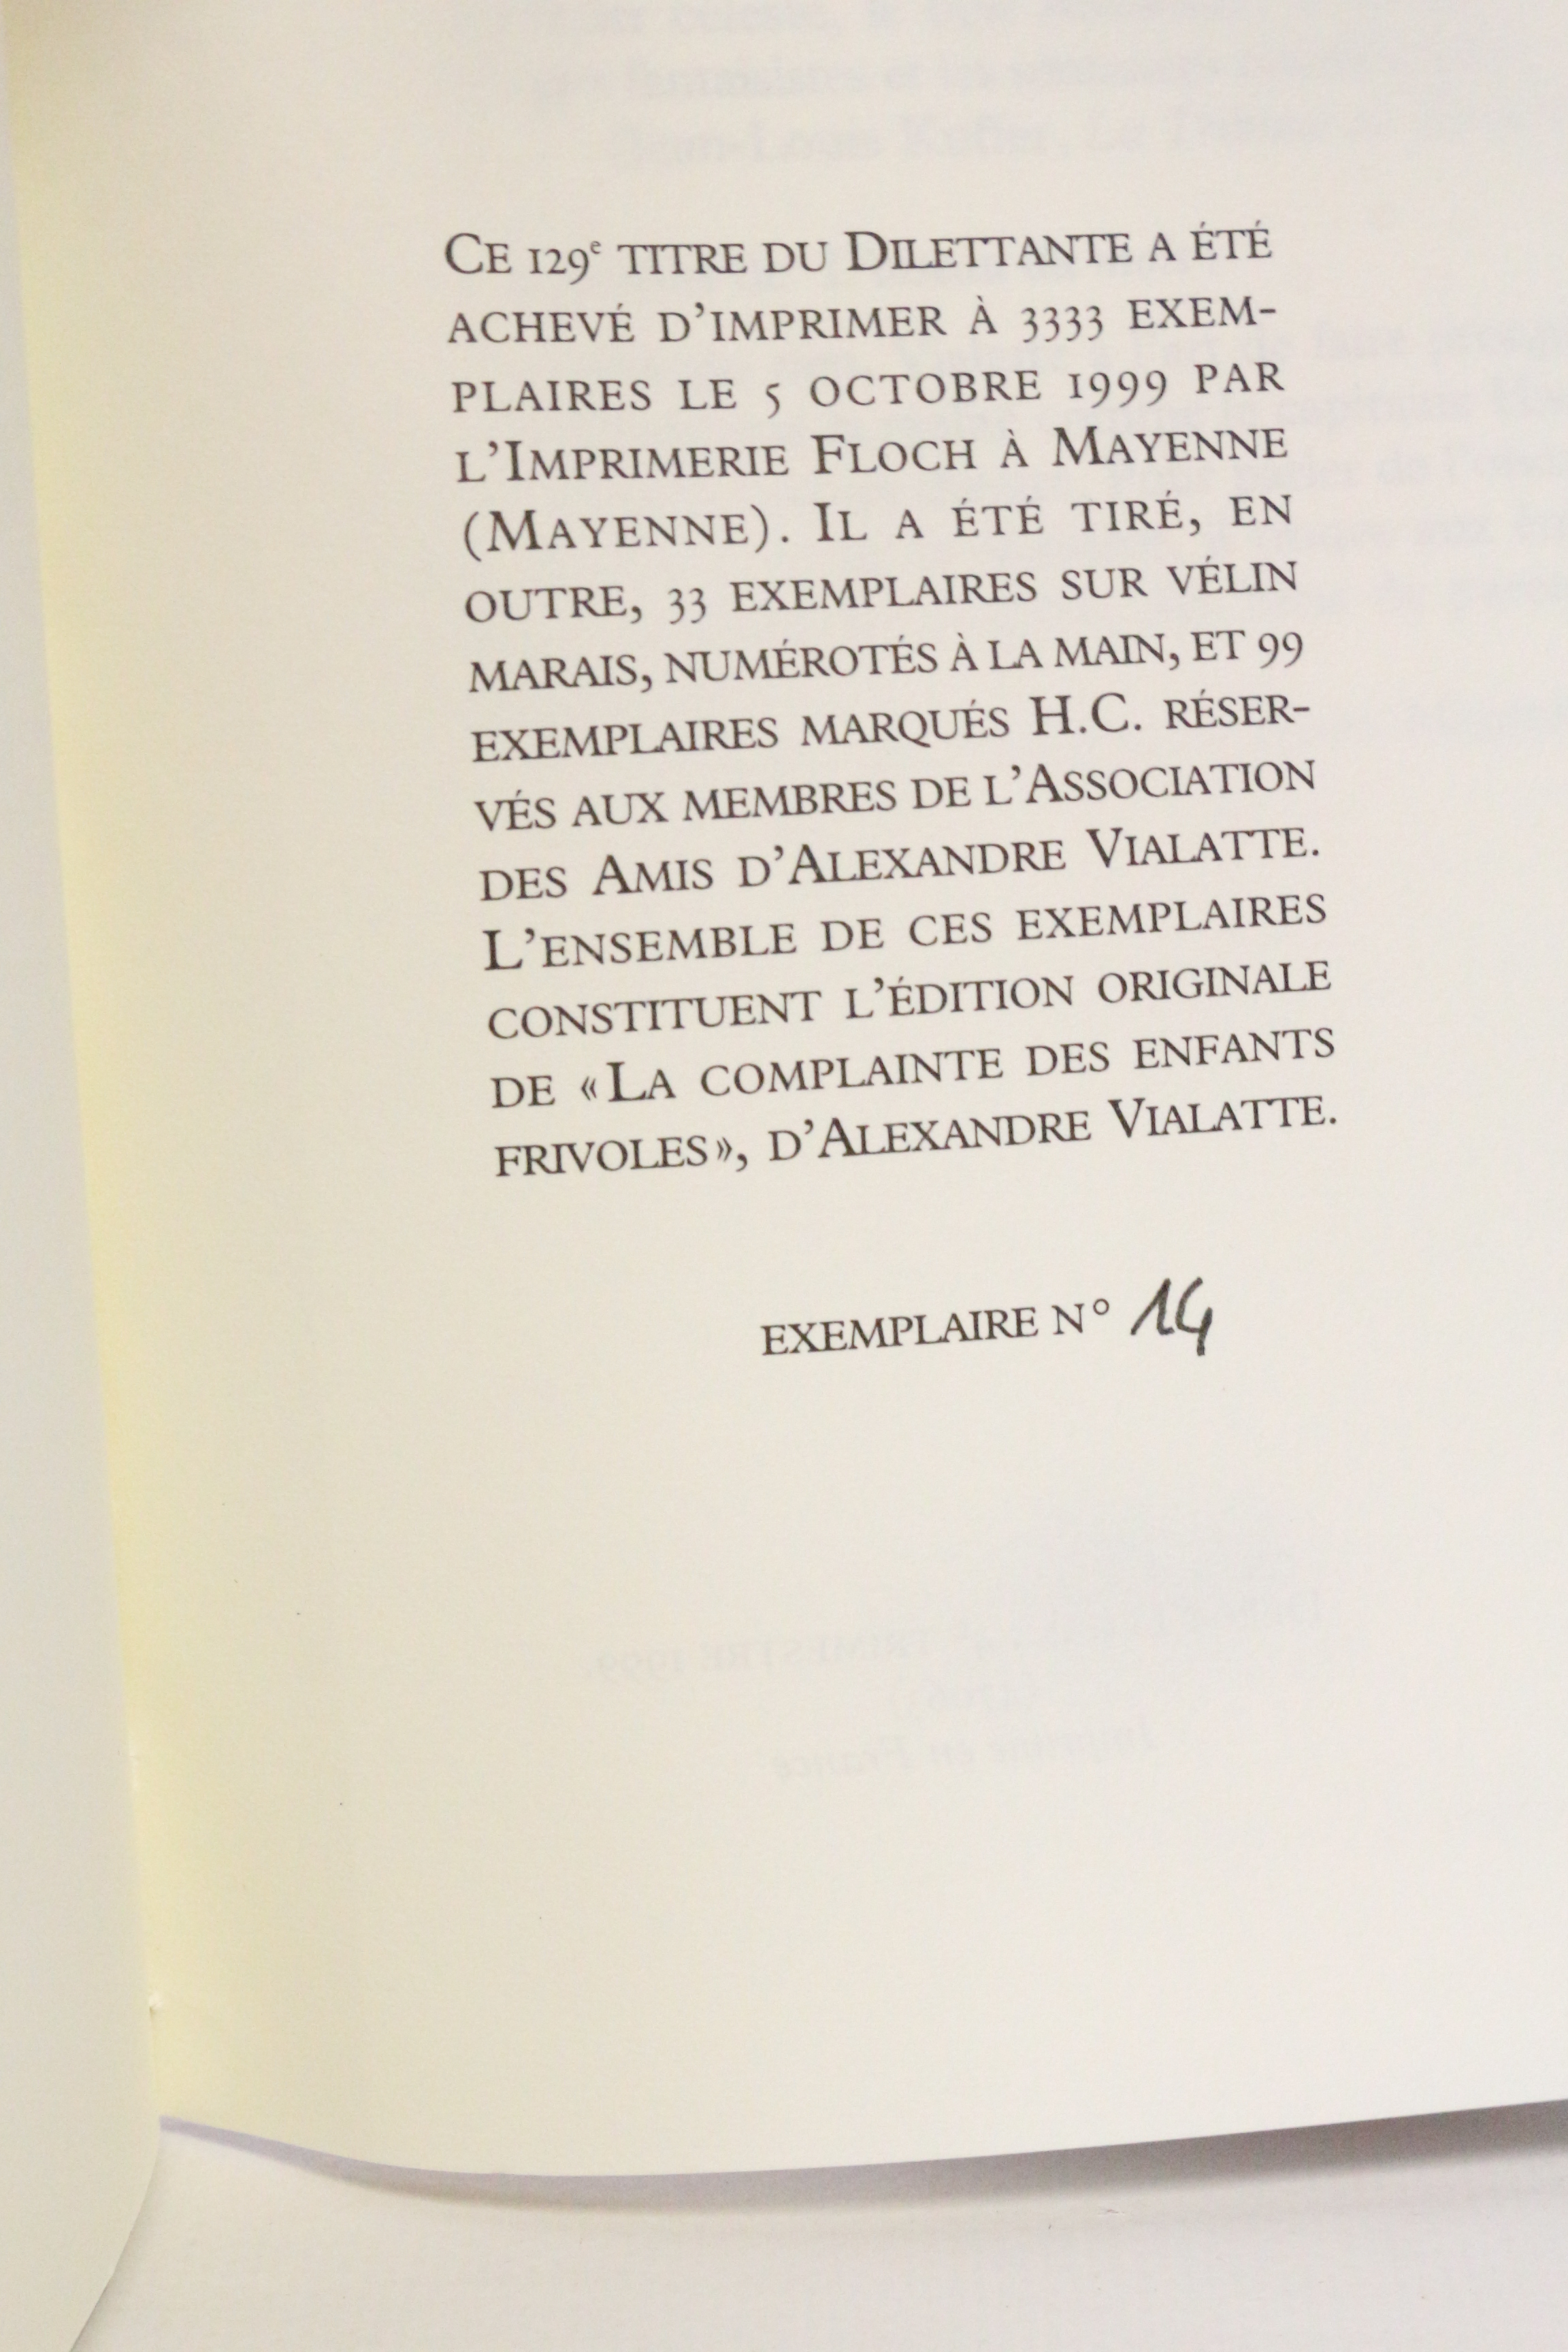 Ce 129e titre du Dilettante a été
achevé d'imprimer à 3333 exem-
plaires le 5 octobre 1999 par
l'Imprimerie Floch à Mayenne
(Mayenne). Il a été tiré, en
outre, 33 exemplaires sur vélin
marais, numérotés à la main, et 99
exemplaires marqués H.C. réser-
vés aux membres de l'Association
des Amis d'Alexandre Vialatte.
L'ensemble de ces exemplaires
constituent l'édition originale
de «La complainte des enfants
frivoles», d'Alexandre Vialatte.
exemplaire n° 14